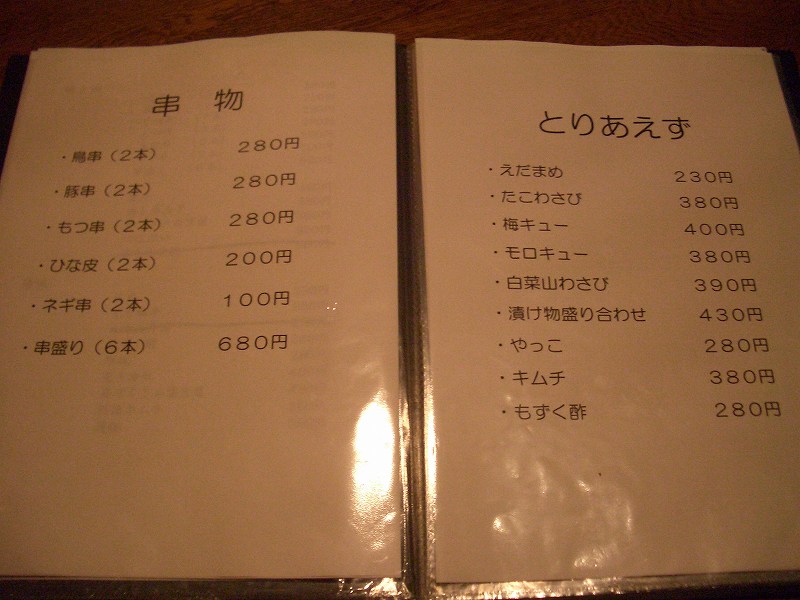 串 物
・鳥串（２本） ２８０円
・豚串（２本） ２８０円
・もつ串（２本） ２８０円
・ひな皮（２本） ２００円
・ネギ串（２本） １００円
・串盛り（６本） ６８０円
とりあえず
・えだまめ ２３０円
・たこわさび ３８０円
・梅キュー ４００円
・モロキュー ３８０円
・白菜山わさび ３９０円
・漬け物盛り合わせ ４３０円
・やっこ ２８０円
・キムチ ３８０円
・もずく酢 ２８０円